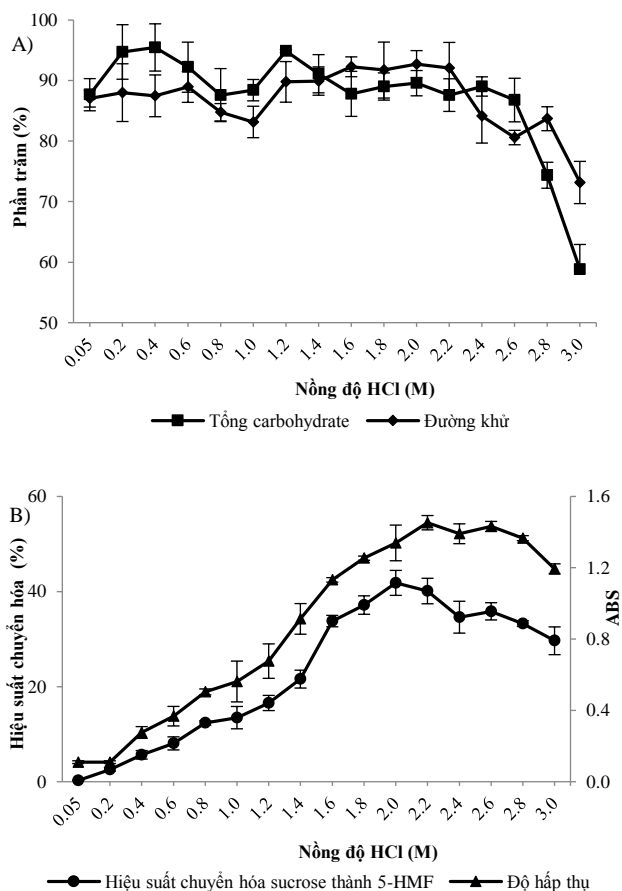 A)
Phần trăm (%)
100
90
80
70
60
50
0.05 0.2 0.4 0.6 0.8 1.0 1.2 1.4 1.6 1.8 2.0 2.2 2.4 2.6 2.8 3.0
Nồng độ HCl (M)
Tổng carbohydrate Đường khử
B)
Hiệu suất chuyển hóa (%)
60
40
20
0
1.6
1.2
0.8
0.4
0.0
ABS
0.05 0.2 0.4 0.6 0.8 1.0 1.2 1.4 1.6 1.8 2.0 2.2 2.4 2.6 2.8 3.0
Nồng độ HCl (M)
Hiệu suất chuyển hóa sucrose thành 5-HMF Độ hấp thụ